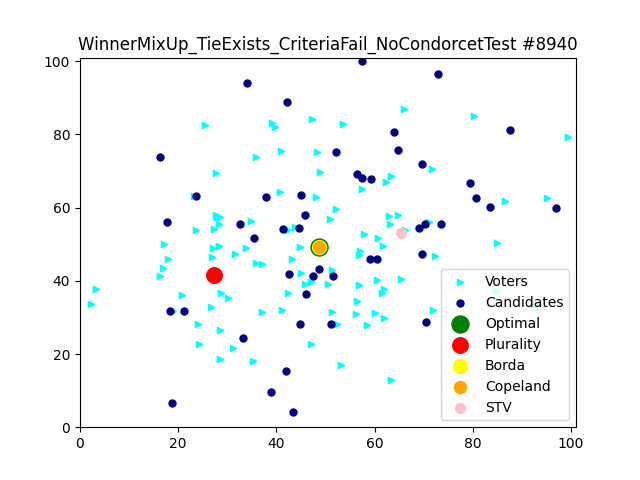 WinnerMixUp_TieExists_CriteriaFail_NoCondorcetTest #8940
100
80
60
40
20
0
0 20 40 60 80 100
Voters
Candidates
Optimal
Plurality
Borda
Copeland
STV